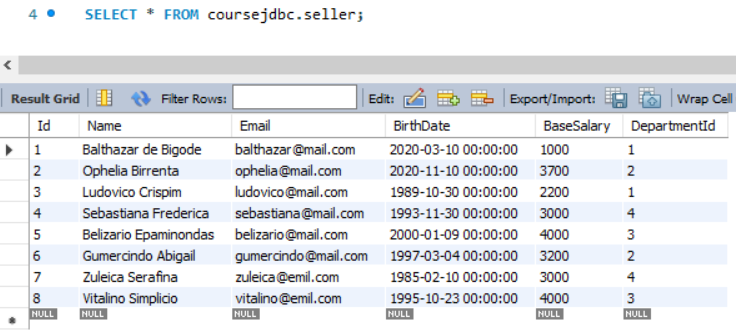 4 SELECT * FROM coursejdbc.seller;
Result Grid Filter Rows: Edit: Export/Import: Wrap Cell
Id Name Email BirthDate BaseSalary DepartmentId
1 Balthazar de Bigode balthazar@mail.com 2020-03-10 00:00:00 1000 1
2 Ophelia Birrenta ophelia@mail.com 2020-11-10 00:00:00 3700 2
3 Ludovico Crispim ludovico@mail.com 1989-10-30 00:00:00 2200 1
4 Sebastiana Frederica sebastiana@mail.com 1993-11-30 00:00:00 3000 4
5 Belizario Epaminondas belizario@mail.com 2000-01-09 00:00:00 4000 3
6 Gumercindo Abigail gumercindo@mail.com 1997-03-04 00:00:00 3200 2
7 Zuleica Serafina zuleica@emil.com 1985-02-10 00:00:00 3000 4
8 Vitalino Simplicio vitalino@emil.com 1995-10-23 00:00:00 4000 3
NULL NULL NULL NULL NULL NULL